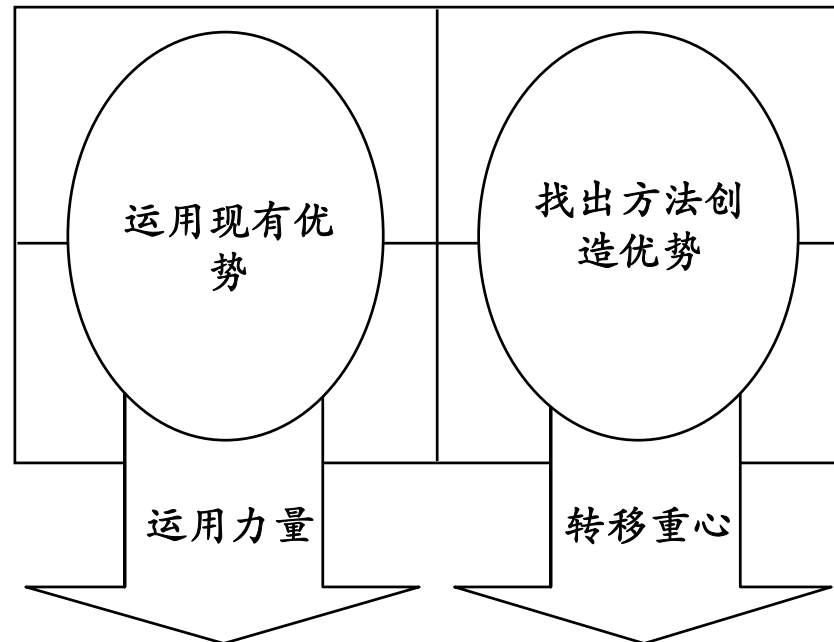 运用现有优
势
找出方法创
造优势
运用力量
转移重心